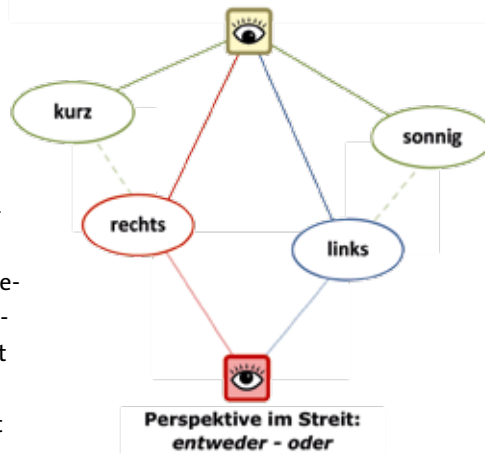 kurz
sonnig
rechts
links
e-
-
t
t
Perspektive im Streit:
entweder - oder